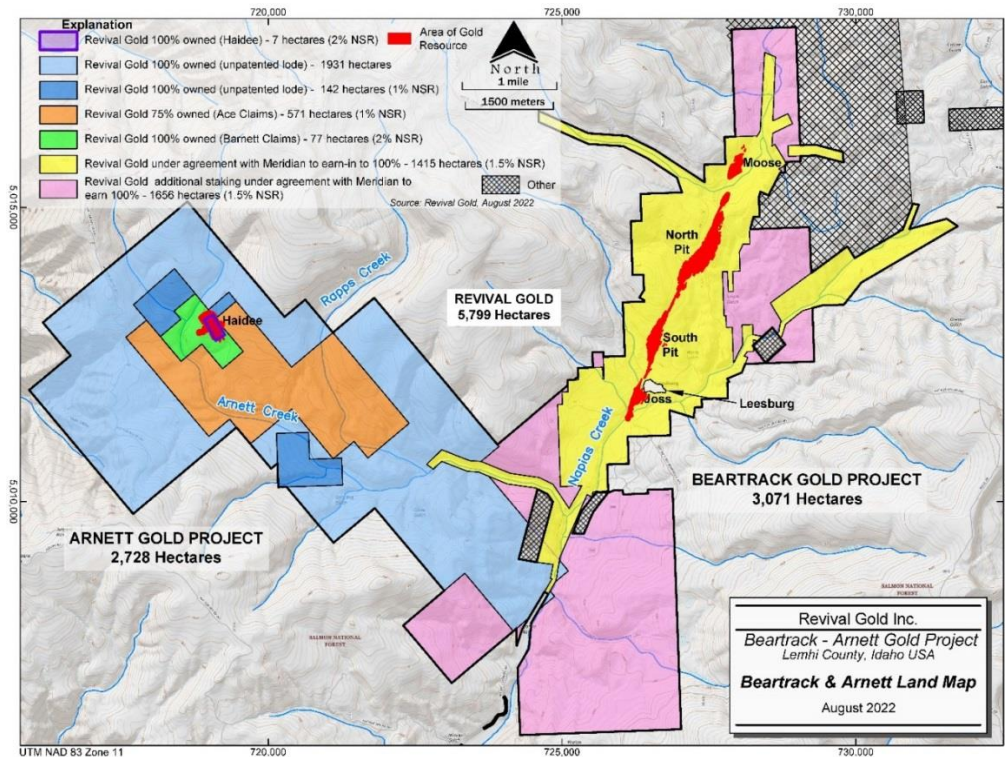 720,000
725,000
730,000
Explanation
Revival Gold 100% owned (Haidee) - 7 hectares (2% NSR)
Area of Gold
Resource
Revival Gold 100% owned (unpatented lode) - 1931 hectares
Revival Gold 100% owned (unpatented lode) - 142 hectares (1% NSR)
Revival Gold 75% owned (Ace Claims) - 571 hectares (1% NSR)
Revival Gold 100% owned (Barnett Claims) - 77 hectares (2% NSR)
Revival Gold under agreement with Meridian to earn-in to 100% - 1415 hectares (1.5% NSR)
Revival Gold additional staking under agreement with Meridian to
earn 100% - 1656 hectares (1.5% NSR)
Other
Source: Revival Gold, August 2022
North
1 mile
1500 meters
5,015,000
5,010,000
Moose
North
Pit
Rapps Creek
REVIVAL GOLD
5,799 Hectares
Haidee
South
Pit
Joss
Leesburg
Arnett Creek
Napias Creek
BEARTRACK GOLD PROJECT
3,071 Hectares
ARNETT GOLD PROJECT
2,728 Hectares
SALMON NATIONAL
FOREST
SALMON NATIONAL
FOREST
Revival Gold Inc.
Beartrack - Arnett Gold Project
Lemhi County, Idaho USA
Beartrack & Arnett Land Map
August 2022
UTM NAD 83 Zone 11
720,000
725,000
730,000